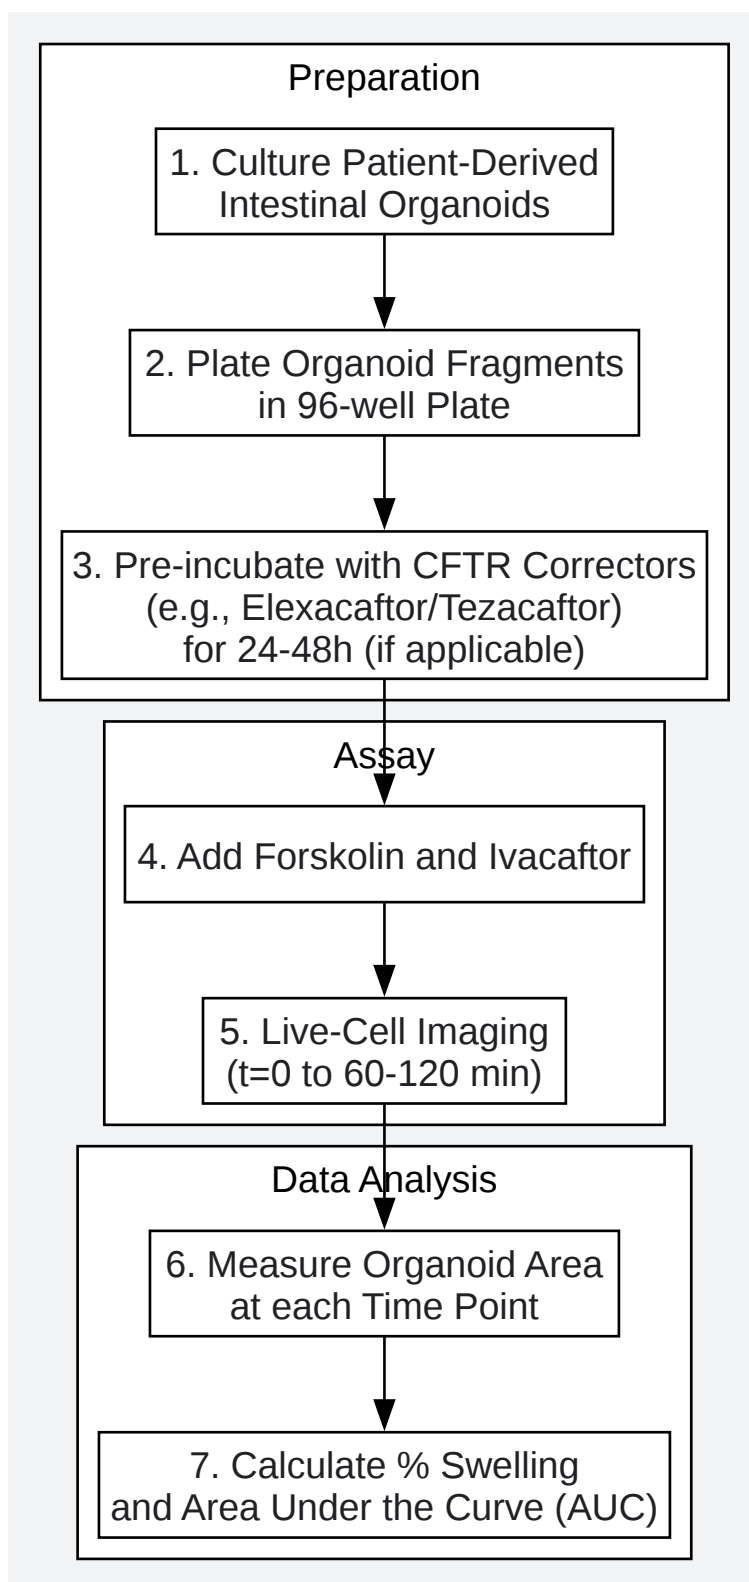 Preparation
1. Culture Patient-Derived
Intestinal Organoids
2. Plate Organoid Fragments
in 96-well Plate
3. Pre-incubate with CFTR Correctors
(e.g., Elexacaftor/Tezacaftor)
for 24-48h (if applicable)
Assay
4. Add Forskolin and Ivacaftor
5. Live-Cell Imaging
(t=0 to 60-120 min)
Data Analysis
6. Measure Organoid Area
at each Time Point
7. Calculate % Swelling
and Area Under the Curve (AUC)